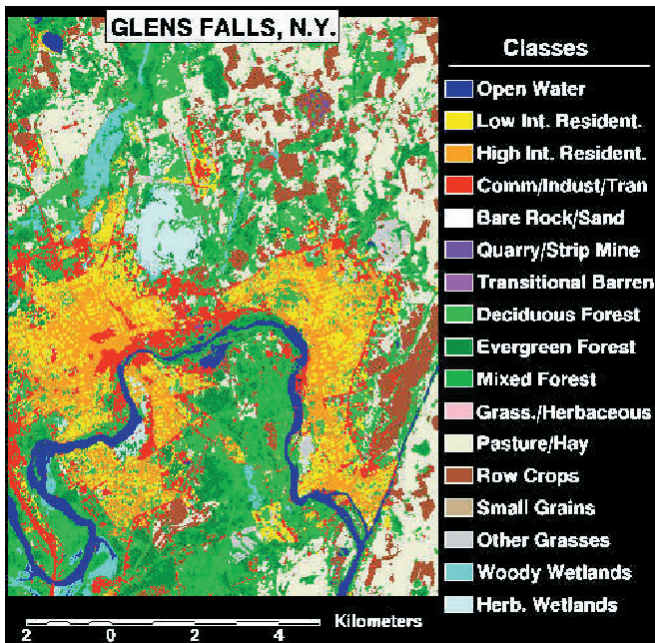 GLENS FALLS, N.Y.
Classes
Open Water
Low Int. Resident.
High Int. Resident.
Comm/Indust/Tran
Bare Rock/Sand
Quarry/Strip Mine
Transitional Barren
Deciduous Forest
Evergreen Forest
Mixed Forest
Grass./Herbaceous
Pasture/Hay
Row Crops
Small Grains
Other Grasses
Woody Wetlands
Herb. Wetlands
Kilometers
2 0 2 4